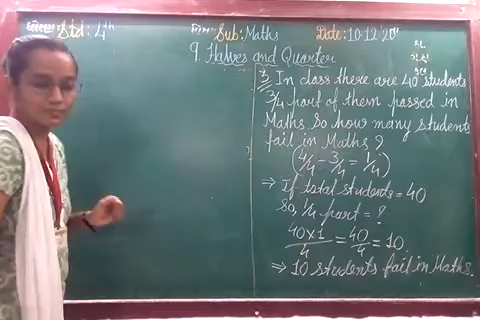 Std: 4th Sub: Maths Date: 10-12'20
9. Halves and Quarter
In class there are 40 students
3/4 part of them passed in
Maths. So how many students
fail in Maths?
(4/4 - 3/4 = 1/4)
⇒ If total students = 40
So, 1/4 part = ?
40×1/4 = 40/4 = 10.
⇒ 10 students fail in Maths.